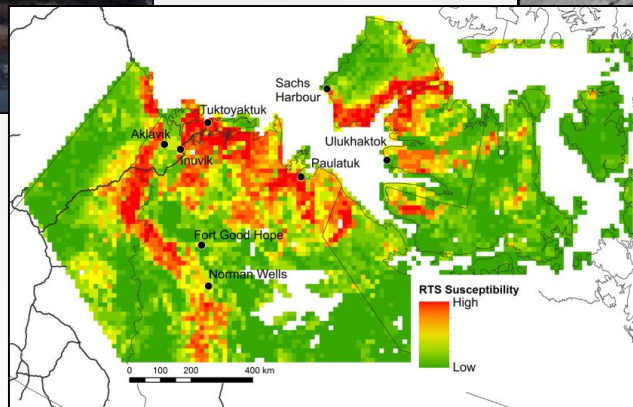 Sachs
Harbour
Tuktoyaktuk
Aklavik
Inuvik
Ulukhaktok
Paulatuk
Fort Good Hope
Norman Wells
RTS Susceptibility
High
Low
0 100 200 400 km